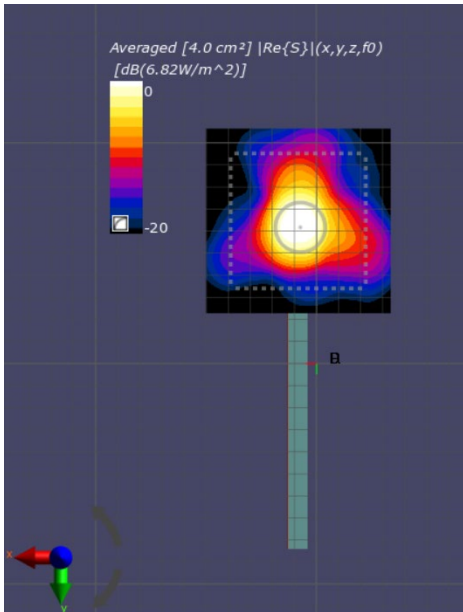 Averaged [4.0 cm²] |Re{S}|(x,y,z,f0)
[dB(6.82W/m^2)]
0
-20
x
y